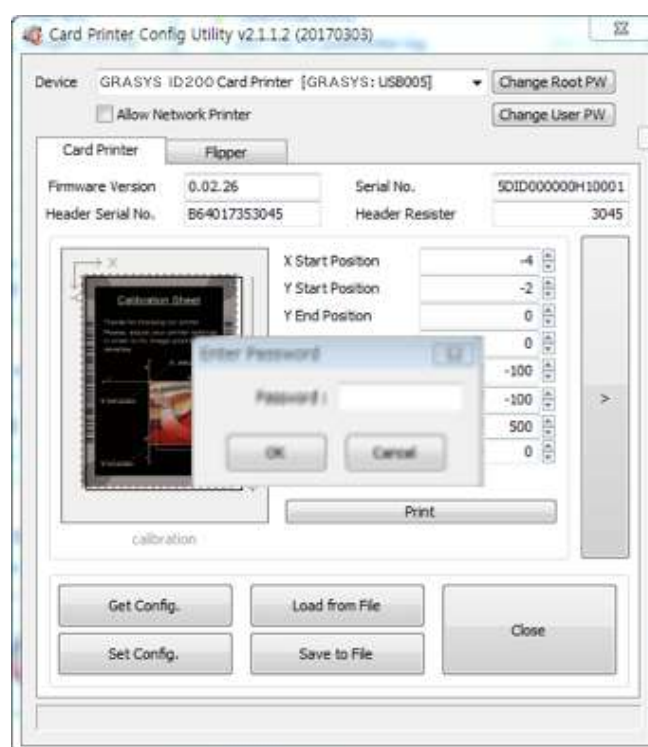 Card Printer Config Utility v2.1.1.2 (20170303)
Device GRASYS ID200 Card Printer [GRASYS: USB005] Change Root PW
Allow Network Printer Change User PW
Card Printer Flipper
Firmware Version 0.02.26 Serial No. 5DID000000H10001
Header Serial No. B64017353045 Header Resister 3045
X
Calibration Sheet
X Start Position -4
Y Start Position -2
Y End Position 0
0
-100
-100
500
0
>
Enter Password
Password :
OK Cancel
Print
calibration
Get Config. Load from File
Set Config. Save to File
Close